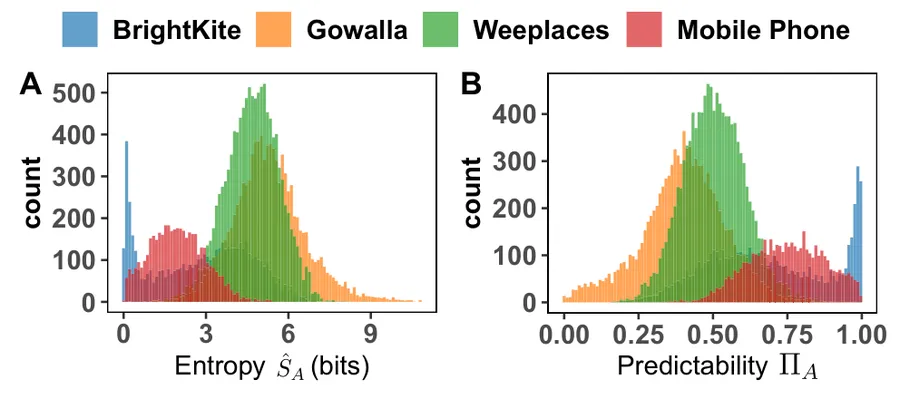 BrightKite Gowalla Weeplaces Mobile Phone
A
500
400
300
200
100
0
count
0 3 6 9
Entropy Ŝ_A (bits)
B
400
300
200
100
0
count
0.00 0.25 0.50 0.75 1.00
Predictability Π_A